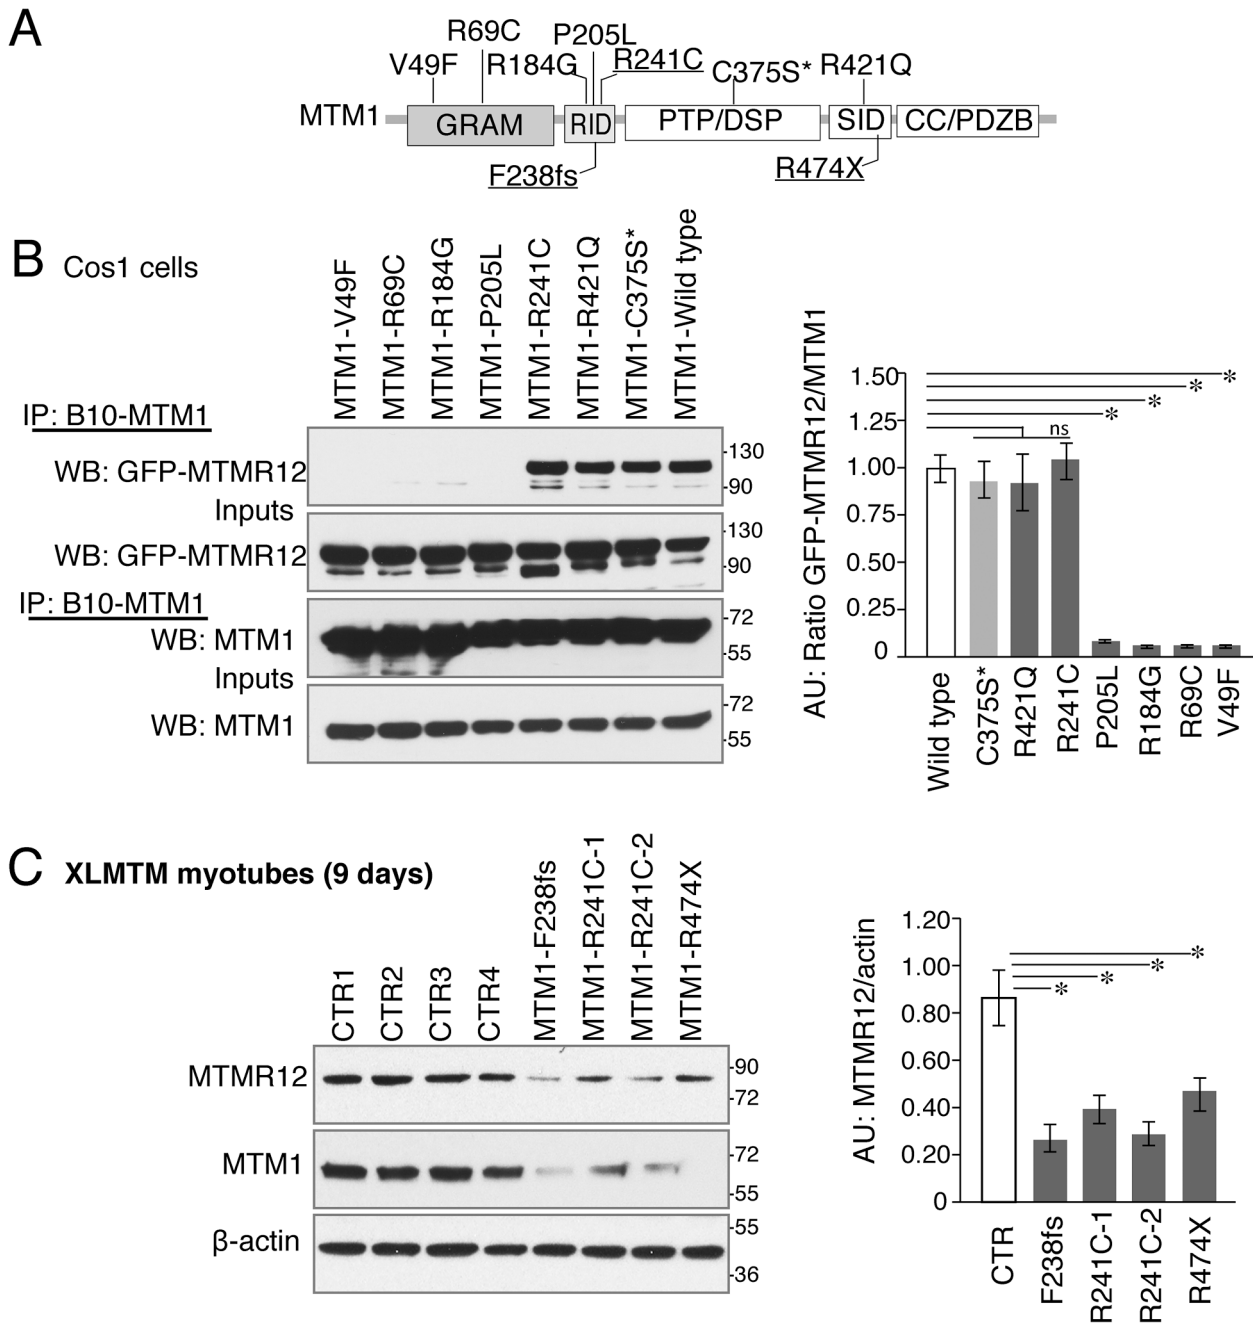 A
R69C
P205L
V49F
R184G
R241C
C375S*
R421Q
MTM1
GRAM
RID
PTP/DSP
SID
CC/PDZB
F238fs
R474X
B
Cos1 cells
MTM1-V49F
MTM1-R69C
MTM1-R184G
MTM1-P205L
MTM1-R241C
MTM1-R421Q
MTM1-C375S*
MTM1-Wild type
IP: B10-MTM1
WB: GFP-MTMR12
-130
-90
Inputs
WB: GFP-MTMR12
-130
-90
IP: B10-MTM1
WB: MTM1
-72
-55
Inputs
WB: MTM1
-72
-55
AU: Ratio GFP-MTMR12/MTM1
1.50
1.25
1.00
0.75
0.50
0.25
0
*
*
*
*
ns
Wild type
C375S*
R421Q
R241C
P205L
R184G
R69C
V49F
C
XLMTM myotubes (9 days)
CTR1
CTR2
CTR3
CTR4
MTM1-F238fs
MTM1-R241C-1
MTM1-R241C-2
MTM1-R474X
MTMR12
-90
-72
MTM1
-72
-55
β-actin
-55
-36
AU: MTMR12/actin
1.20
1.00
0.80
0.60
0.40
0.20
0
*
*
*
*
CTR
F238fs
R241C-1
R241C-2
R474X